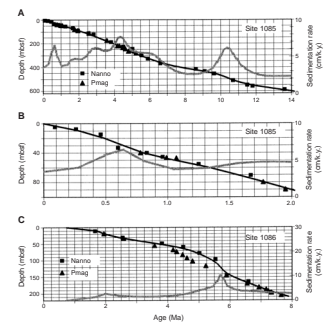 A
Site 1085
Depth (mbsf)
0
200
400
600
Nanno
Pmag
0
2
4
6
8
10
12
14
10
5
0
Sedimentation rate
(cm/k.y.)
B
Site 1085
Depth (mbsf)
0
40
80
0
0.5
1.0
1.5
2.0
10
5
0
Sedimentation rate
(cm/k.y.)
C
Site 1086
Depth (mbsf)
0
50
100
150
200
Nanno
Pmag
0
2
4
6
8
30
20
10
0
Sedimentation rate
(cm/k.y.)
Age (Ma)